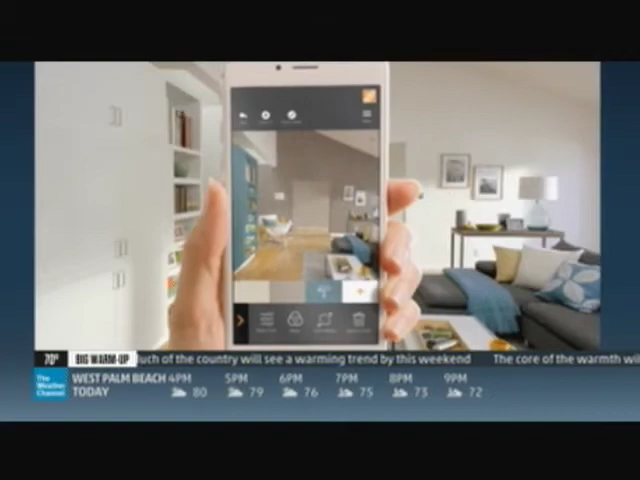 70° BIG WARM-UP uch of the country will see a warming trend by this weekend The core of the warmth wil
The Weather Channel
WEST PALM BEACH 4PM 5PM 6PM 7PM 8PM 9PM
TODAY 80 79 76 75 73 72